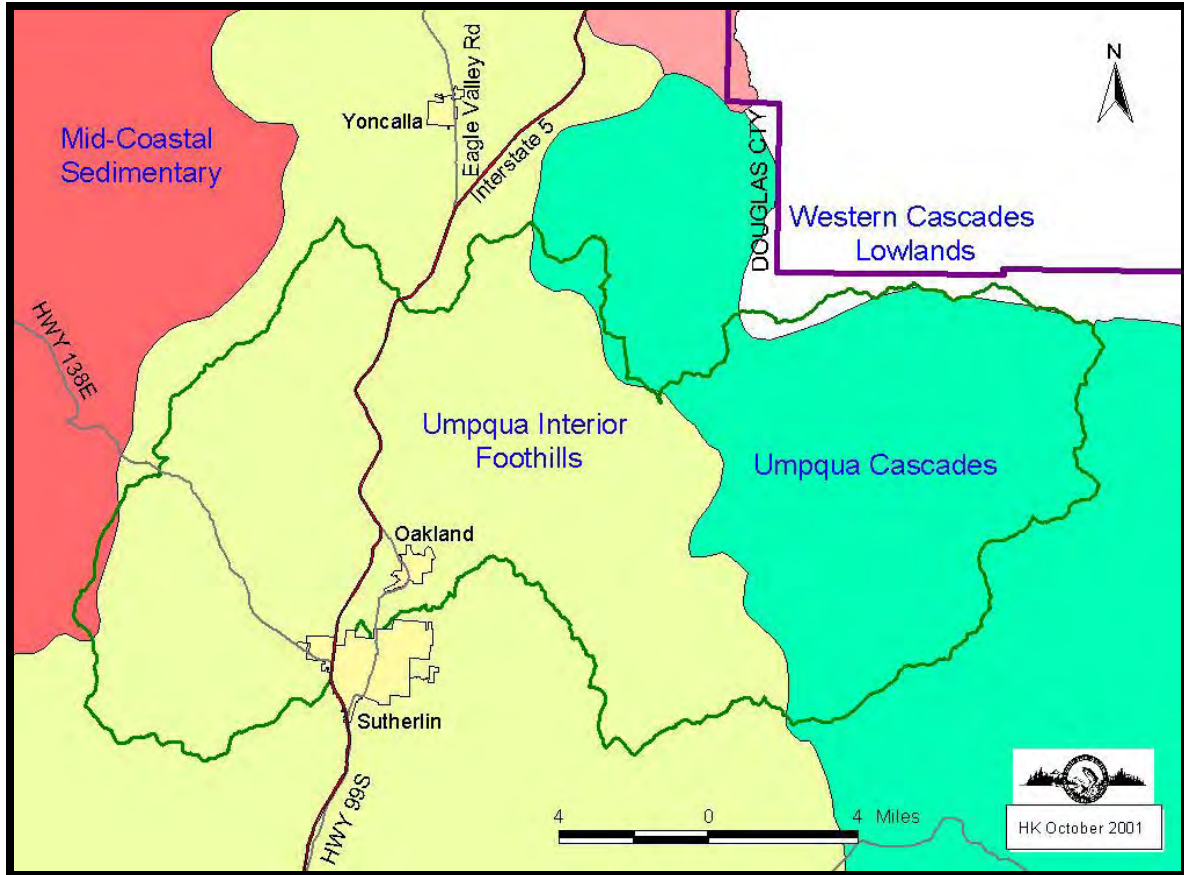 N
Eagle Valley Rd
Yoncalla
Mid-Coastal
Sedimentary
Interstate 5
DOUGLAS CTY
Western Cascades
Lowlands
HWY 138E
Umpqua Interior
Foothills
Umpqua Cascades
Oakland
Sutherlin
HWY 99S
4 0 4 Miles
HK October 2001